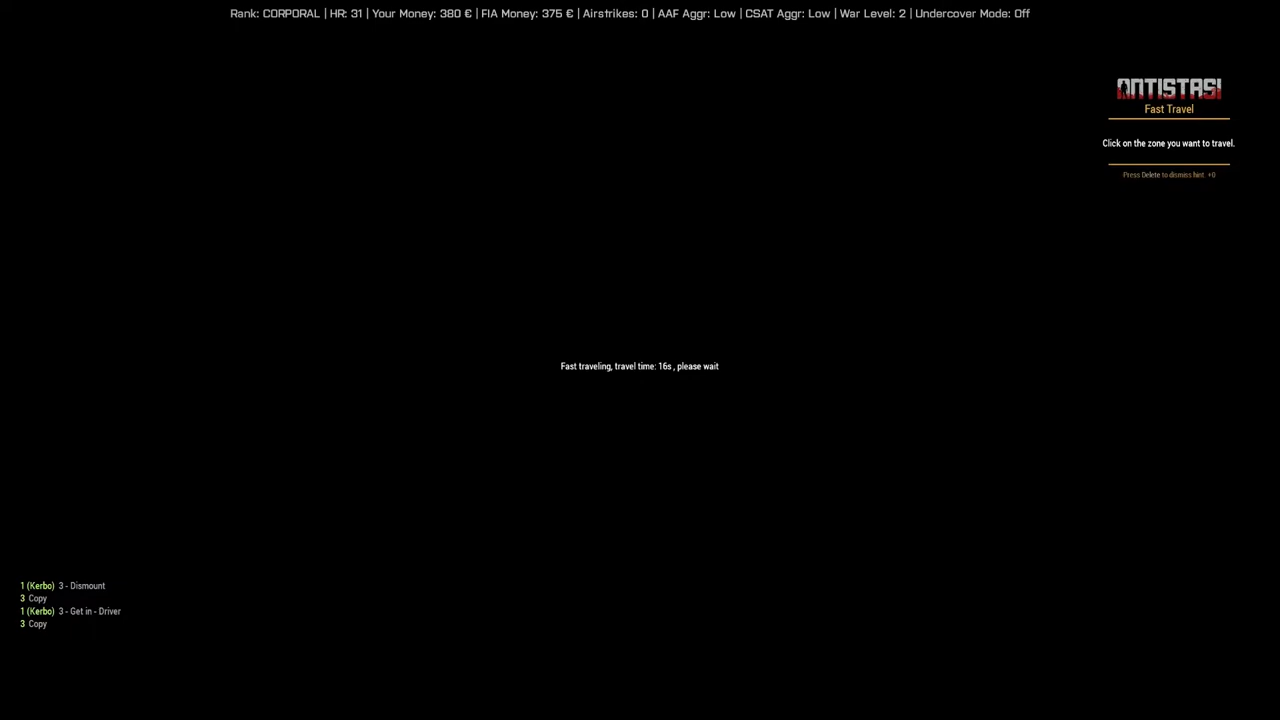 Rank: CORPORAL | HR: 31 | Your Money: 380 € | FIA Money: 375 € | Airstrikes: 0 | AAF Aggr: Low | CSAT Aggr: Low | War Level: 2 | Undercover Mode: Off
ANTISTASI
Fast Travel
Click on the zone you want to travel.
Press Delete to dismiss hint. +0
Fast traveling, travel time: 16s , please wait
1 (Kerbo) 3 - Dismount
3 Copy
1 (Kerbo) 3 - Get in - Driver
3 Copy